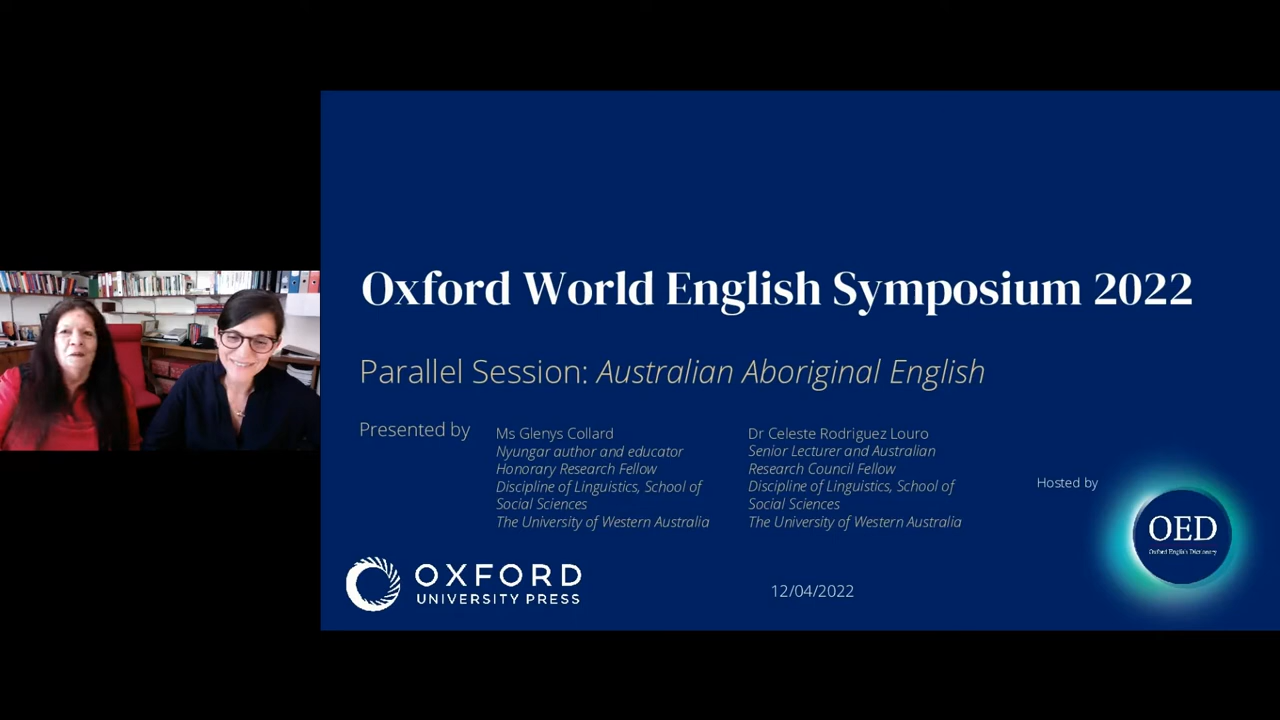 Oxford World English Symposium 2022
Parallel Session: Australian Aboriginal English
Presented by
Ms Glenys Collard
Nyungar author and educator
Honorary Research Fellow
Discipline of Linguistics, School of
Social Sciences
The University of Western Australia
Dr Celeste Rodriguez Louro
Senior Lecturer and Australian
Research Council Fellow
Discipline of Linguistics, School of
Social Sciences
The University of Western Australia
Hosted by
OED
Oxford English Dictionary
OXFORD
UNIVERSITY PRESS
12/04/2022